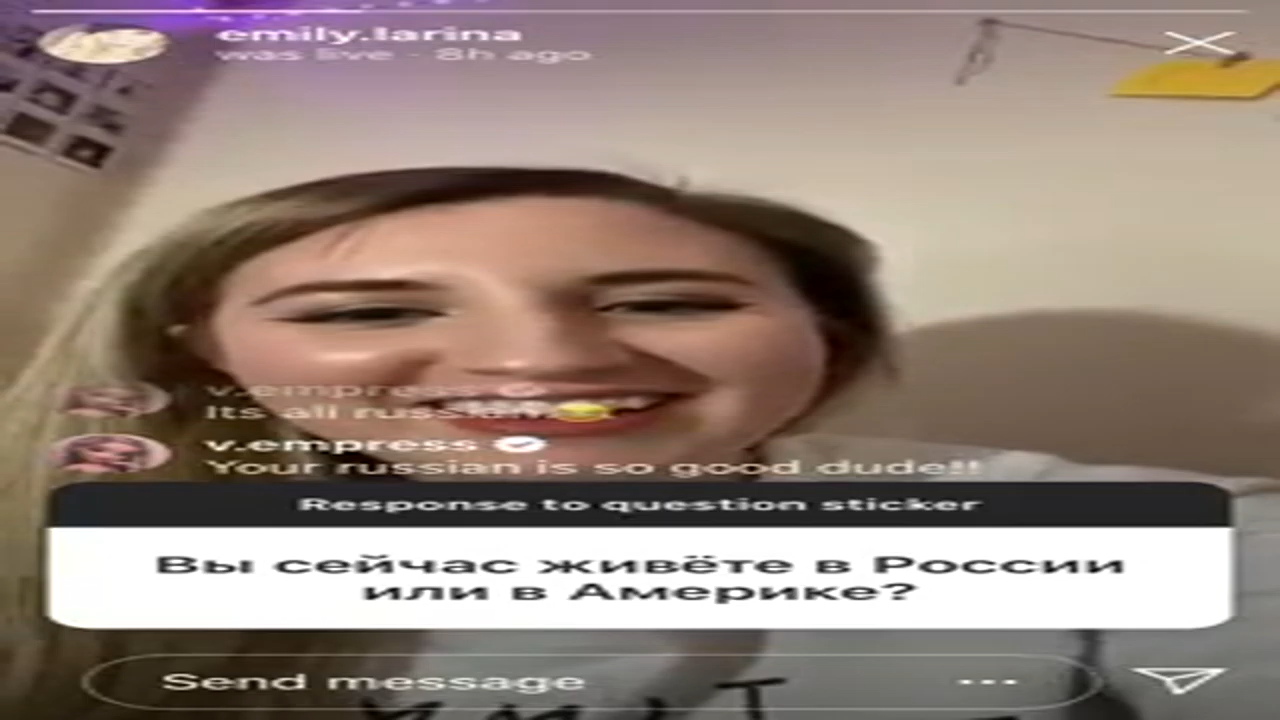 emily.larina
was live · 8h ago
v.empress
Its all russian
v.empress
Your russian is so good dude!!
Response to question sticker
Вы сейчас живёте в России
или в Америке?
Send message